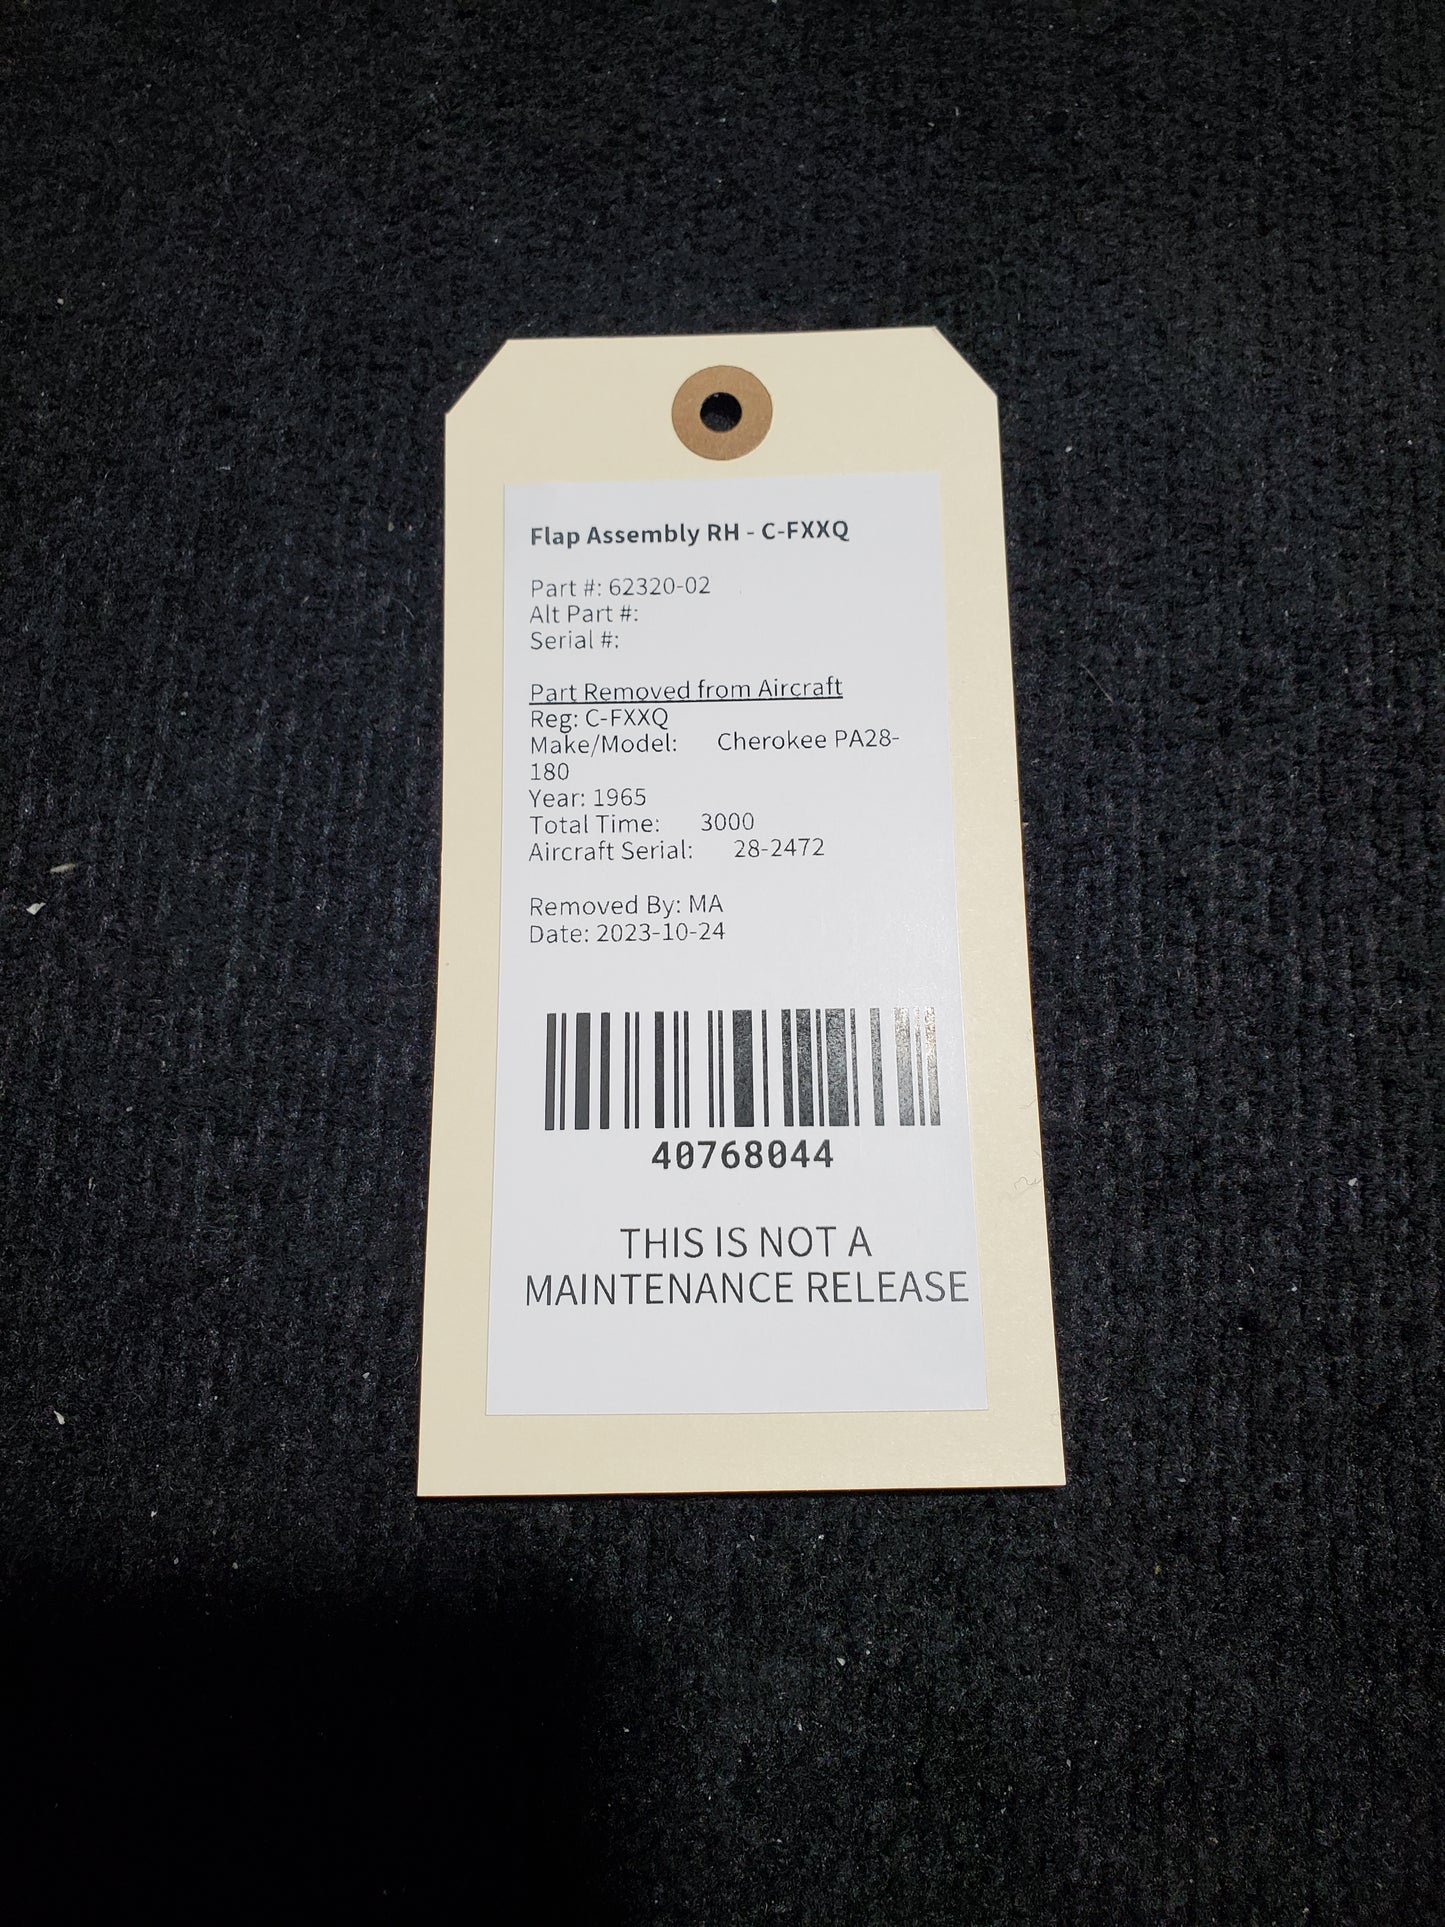 Flap Assembly RH - C-FXXQ
Part #: 62320-02
Alt Part #:
Serial #:
Part Removed from Aircraft
Reg: C-FXXQ
Make/Model: Cherokee PA28-
180
Year: 1965
Total Time: 3000
Aircraft Serial: 28-2472
Removed By: MA
Date: 2023-10-24
40768044
THIS IS NOT A
MAINTENANCE RELEASE